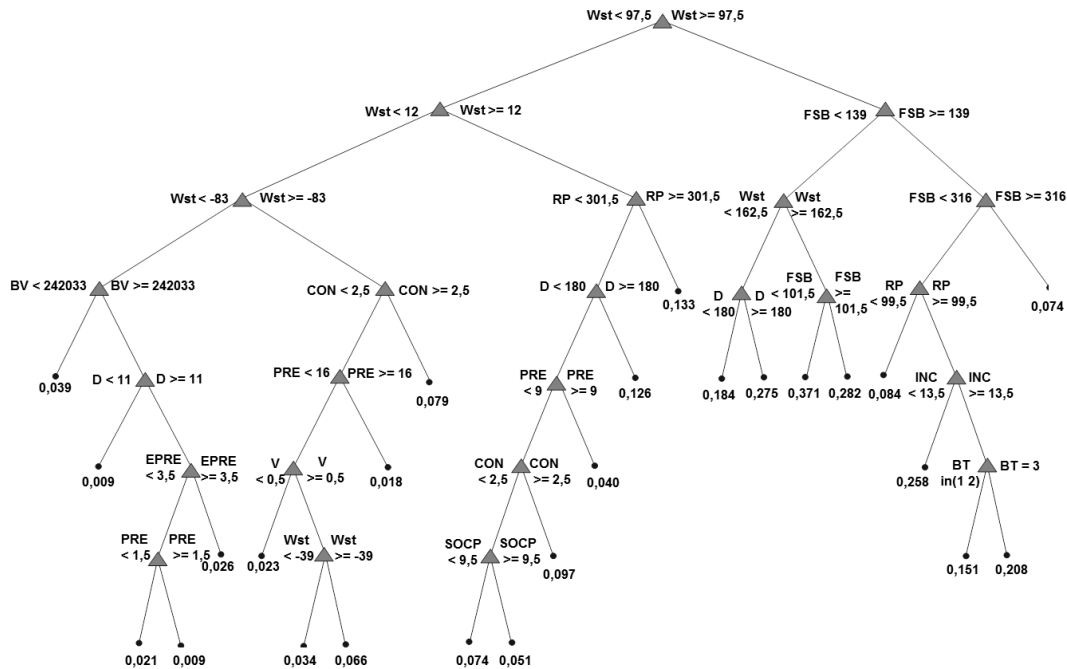 Wst < 97,5 Wst >= 97,5
Wst < 12 Wst >= 12
FSB < 139 FSB >= 139
Wst < -83 Wst >= -83
RP < 301,5 RP >= 301,5
Wst < 162,5 Wst >= 162,5
FSB < 316 FSB >= 316
BV < 242033 BV >= 242033
CON < 2,5 CON >= 2,5
D < 180 D >= 180
0,133
D < 180 D >= 180
FSB < 101,5 FSB >= 101,5
RP < 99,5 RP >= 99,5
0,074
0,039
D < 11 D >= 11
PRE < 16 PRE >= 16
0,079
PRE < 9 PRE >= 9
0,126
0,184
0,275
0,371
0,282
0,084
INC < 13,5 INC >= 13,5
0,009
EPRE < 3,5 EPRE >= 3,5
V < 0,5 V >= 0,5
0,018
CON < 2,5 CON >= 2,5
0,040
0,258
BT in(1 2) BT = 3
PRE < 1,5 PRE >= 1,5
0,026
0,023
Wst < -39 Wst >= -39
SOCP < 9,5 SOCP >= 9,5
0,097
0,151
0,208
0,021
0,009
0,034
0,066
0,074
0,051